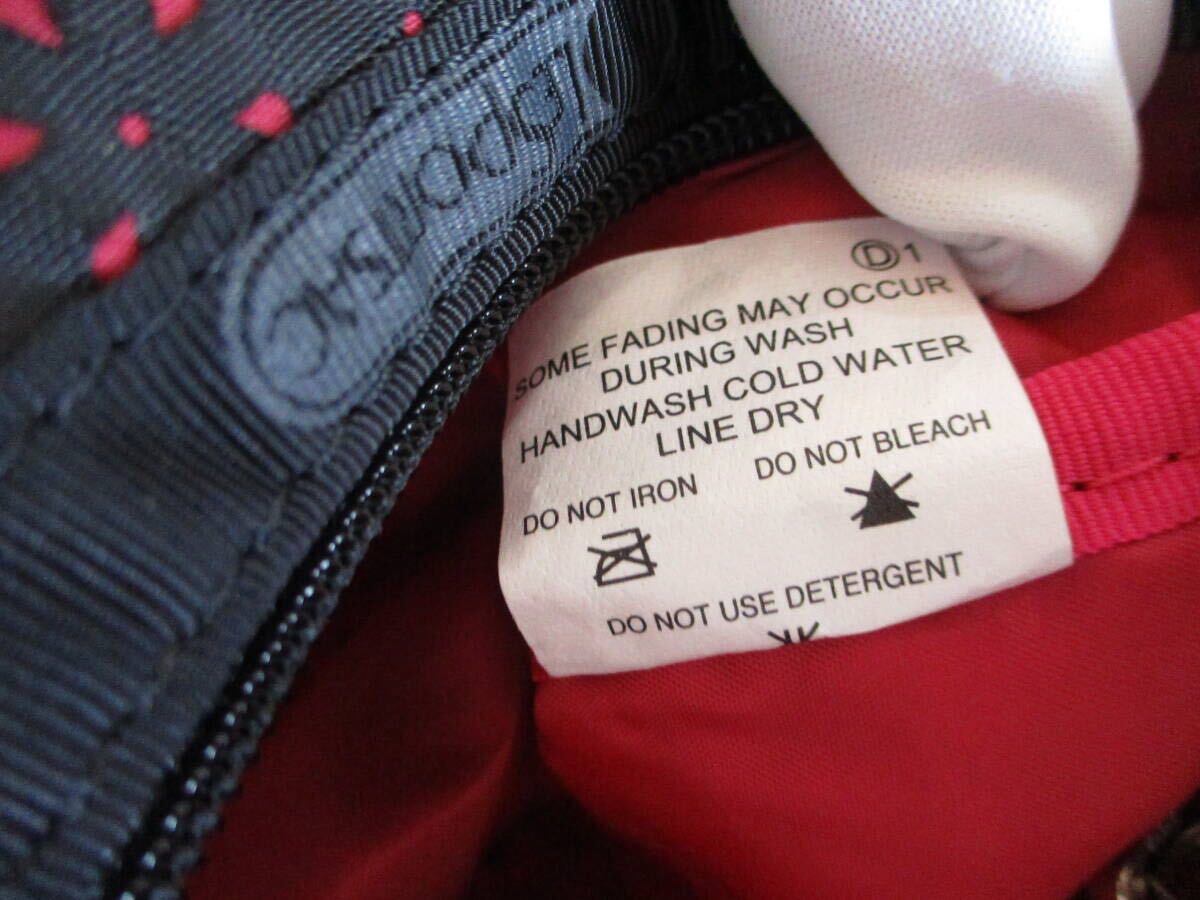 Ⓓ1
SOME FADING MAY OCCUR
DURING WASH
HANDWASH COLD WATER
LINE DRY
DO NOT IRON
DO NOT BLEACH
DO NOT USE DETERGENT